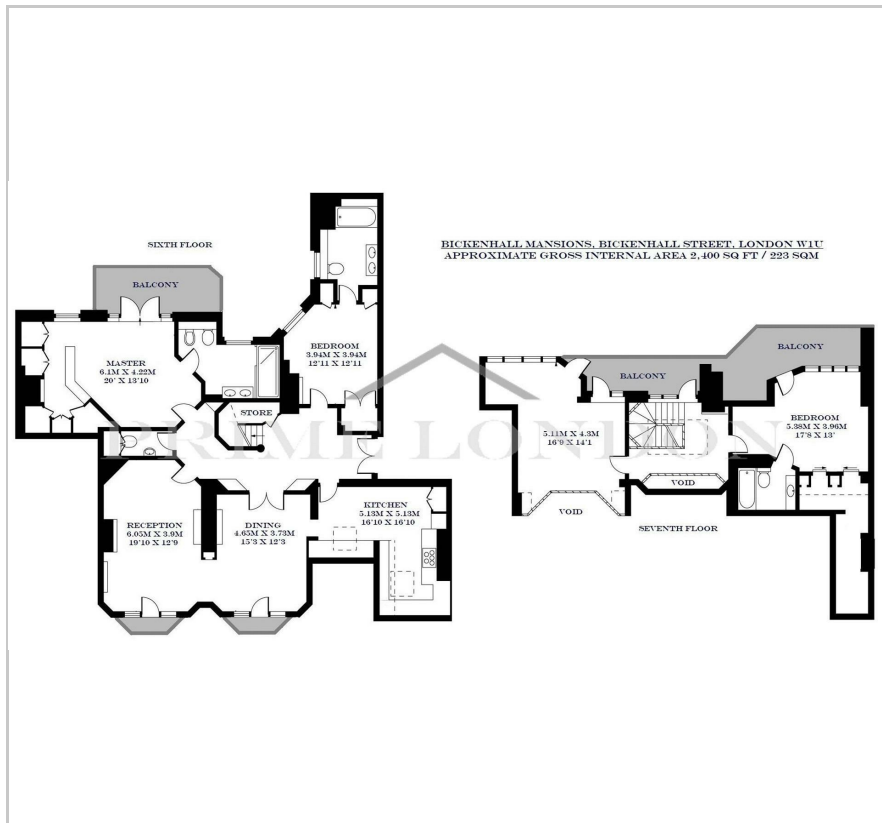 BICKENHALL MANSIONS, BICKENHALL STREET, LONDON W1U
APPROXIMATE GROSS INTERNAL AREA 2,400 SQ FT / 223 SQM
SIXTH FLOOR
BALCONY
MASTER
6.1M X 4.22M
20' X 13'10
BEDROOM
3.94M X 3.94M
12'11 X 12'11
STORE
PRIME LONDON
RECEPTION
6.05M X 3.9M
19'10 X 12'9
DINING
4.65M X 3.73M
15'3 X 12'3
KITCHEN
5.13M X 5.13M
16'10 X 16'10
BALCONY
BALCONY
5.11M X 4.3M
16'9 X 14'1
BEDROOM
5.38M X 3.96M
17'8 X 13'
VOID
VOID
SEVENTH FLOOR